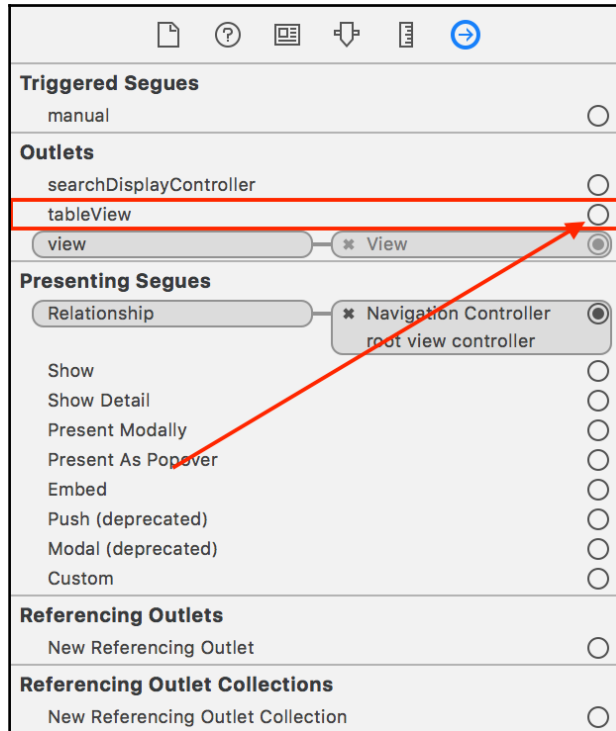 Triggered Segues
manual
Outlets
searchDisplayController
tableView
view ✖ View
Presenting Segues
Relationship ✖ Navigation Controller
root view controller
Show
Show Detail
Present Modally
Present As Popover
Embed
Push (deprecated)
Modal (deprecated)
Custom
Referencing Outlets
New Referencing Outlet
Referencing Outlet Collections
New Referencing Outlet Collection